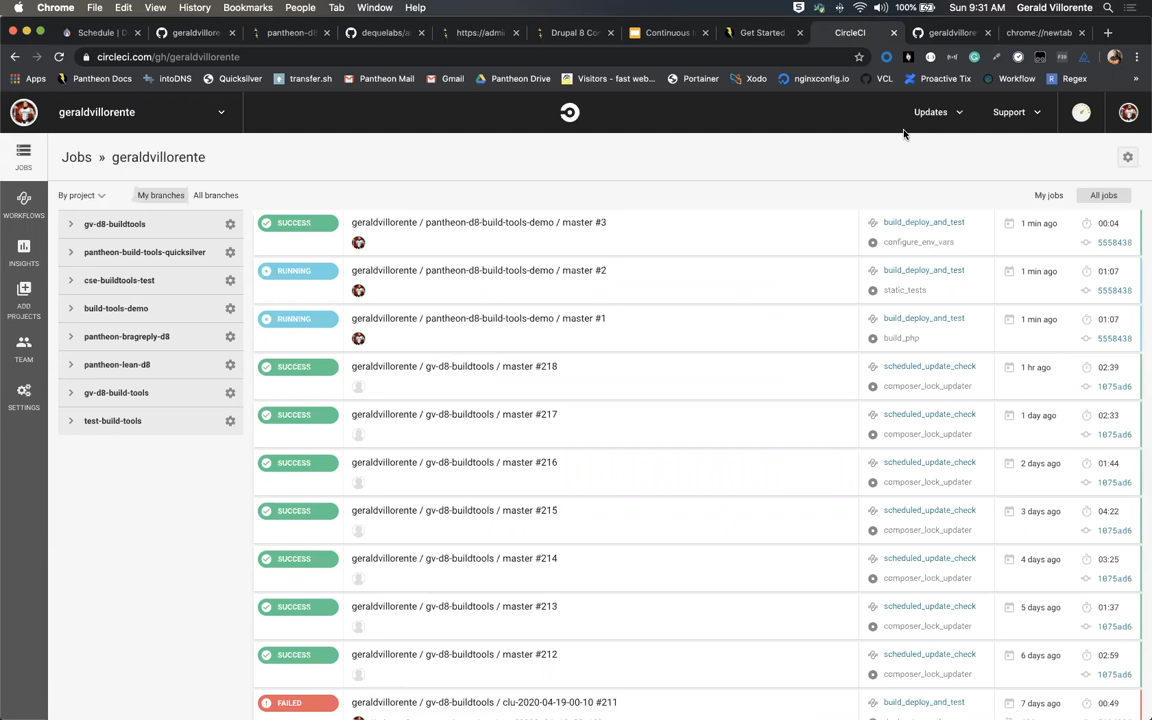 Chrome File Edit View History Bookmarks People Tab Window Help 100% Sun 9:31 AM Gerald Villorente
Schedule | D geraldvillore pantheon-d8 dequelabs/a https://admi Drupal 8 Co Continuous I Get Started CircleCI geraldvillore chrome://newtab
circleci.com/gh/geraldvillorente
Apps Pantheon Docs intoDNS Quicksilver transfer.sh Pantheon Mail Gmail Pantheon Drive Visitors - fast web... Portainer Xodo nginxconfig.io VCL Proactive Tix Workflow Regex »
geraldvillorente Updates Support
JOBS
Jobs » geraldvillorente
WORKFLOWS
INSIGHTS
ADD
PROJECTS
TEAM
SETTINGS
By project My branches All branches My jobs All jobs
gv-d8-buildtools
pantheon-build-tools-quicksilver
cse-buildtools-test
build-tools-demo
pantheon-bragreply-d8
pantheon-lean-d8
gv-d8-build-tools
test-build-tools
SUCCESS geraldvillorente / pantheon-d8-build-tools-demo / master #3 build_deploy_and_test 1 min ago 00:04
configure_env_vars 5558438
RUNNING geraldvillorente / pantheon-d8-build-tools-demo / master #2 build_deploy_and_test 1 min ago 01:07
static_tests 5558438
RUNNING geraldvillorente / pantheon-d8-build-tools-demo / master #1 build_deploy_and_test 1 min ago 01:07
build_php 5558438
SUCCESS geraldvillorente / gv-d8-buildtools / master #218 scheduled_update_check 1 hr ago 02:39
composer_lock_updater 1075ad6
SUCCESS geraldvillorente / gv-d8-buildtools / master #217 scheduled_update_check 1 day ago 02:33
composer_lock_updater 1075ad6
SUCCESS geraldvillorente / gv-d8-buildtools / master #216 scheduled_update_check 2 days ago 01:44
composer_lock_updater 1075ad6
SUCCESS geraldvillorente / gv-d8-buildtools / master #215 scheduled_update_check 3 days ago 04:22
composer_lock_updater 1075ad6
SUCCESS geraldvillorente / gv-d8-buildtools / master #214 scheduled_update_check 4 days ago 03:25
composer_lock_updater 1075ad6
SUCCESS geraldvillorente / gv-d8-buildtools / master #213 scheduled_update_check 5 days ago 01:37
composer_lock_updater 1075ad6
SUCCESS geraldvillorente / gv-d8-buildtools / master #212 scheduled_update_check 6 days ago 02:59
composer_lock_updater 1075ad6
FAILED geraldvillorente / gv-d8-buildtools / clu-2020-04-19-00-10 #211 build_deploy_and_test 7 days ago 00:49